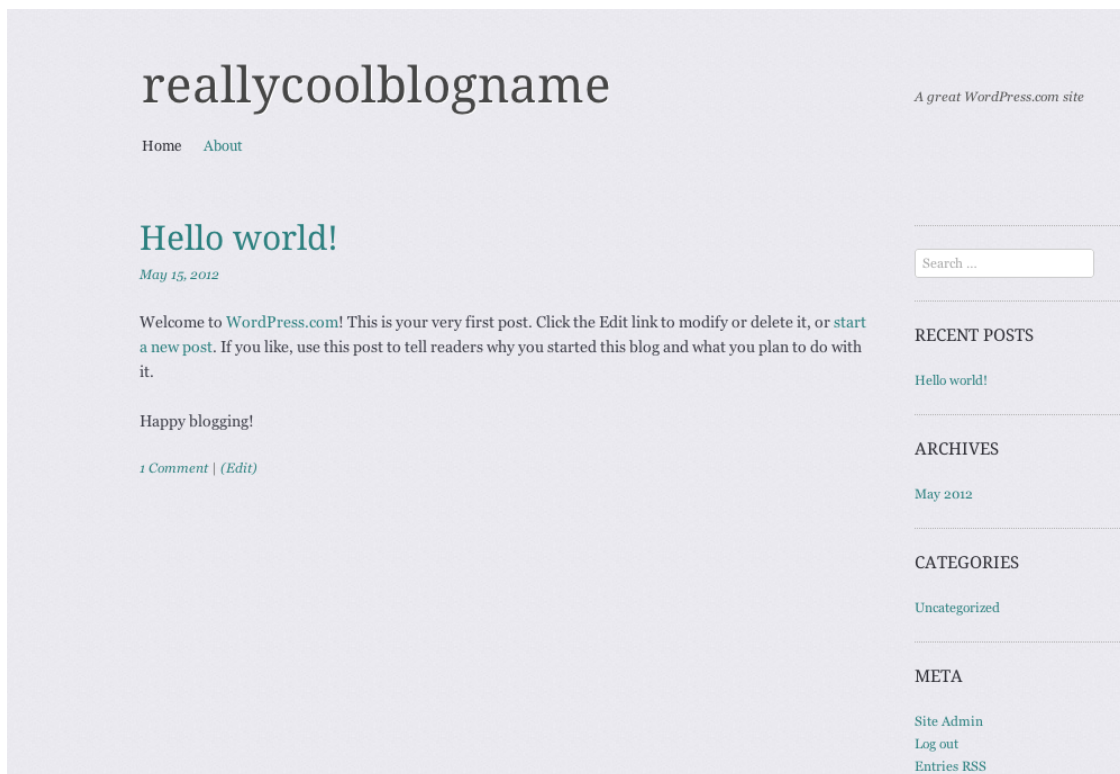 reallycoolblogname
A great WordPress.com site
Home About
Hello world!
May 15, 2012
Welcome to WordPress.com! This is your very first post. Click the Edit link to modify or delete it, or start
a new post. If you like, use this post to tell readers why you started this blog and what you plan to do with
it.
Happy blogging!
1 Comment | (Edit)
Search ...
RECENT POSTS
Hello world!
ARCHIVES
May 2012
CATEGORIES
Uncategorized
META
Site Admin
Log out
Entries RSS